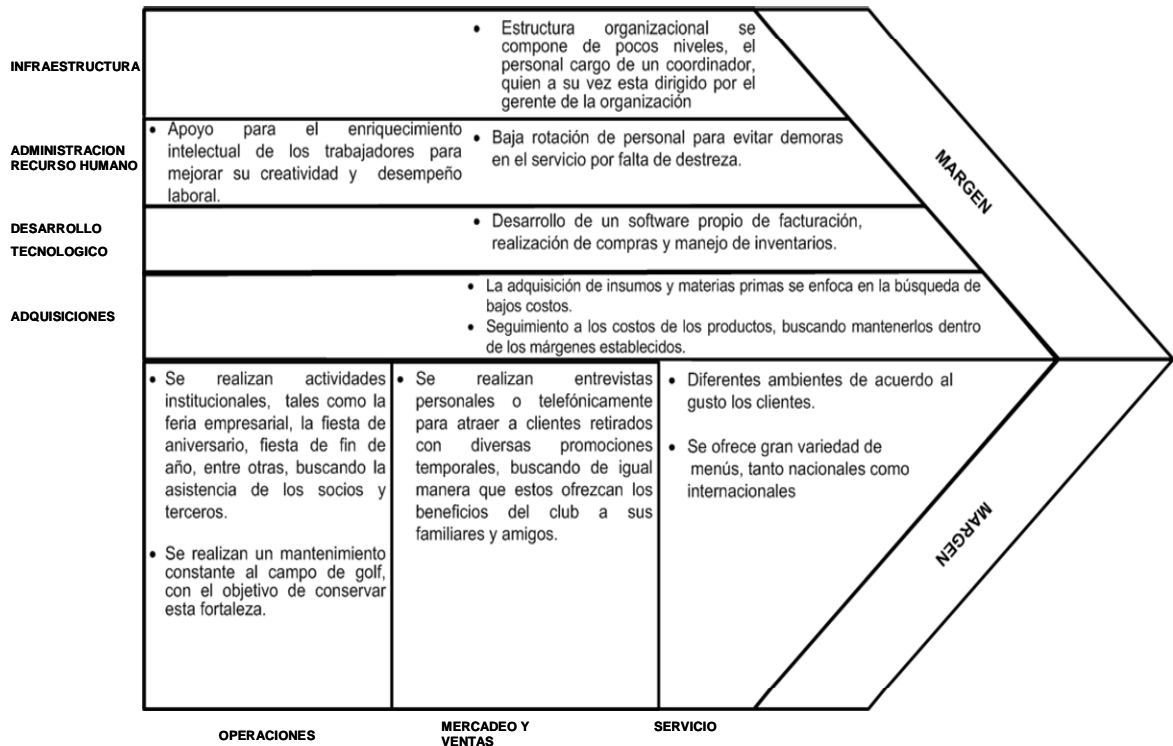 INFRAESTRUCTURA
• Estructura organizacional se
compone de pocos niveles, el
personal cargo de un coordinador,
quien a su vez esta dirigido por el
gerente de la organización
ADMINISTRACION
RECURSO HUMANO
• Apoyo para el enriquecimiento
intelectual de los trabajadores para
mejorar su creatividad y desempeño
laboral.
• Baja rotación de personal para evitar demoras
en el servicio por falta de destreza.
DESARROLLO
TECNOLOGICO
• Desarrollo de un software propio de facturación,
realización de compras y manejo de inventarios.
ADQUISICIONES
• La adquisición de insumos y materias primas se enfoca en la búsqueda de
bajos costos.
• Seguimiento a los costos de los productos, buscando mantenerlos dentro
de los márgenes establecidos.
MARGEN
• Se realizan actividades
institucionales, tales como la
feria empresarial, la fiesta de
aniversario, fiesta de fin de
año, entre otras, buscando la
asistencia de los socios y
terceros.
• Se realizan un mantenimiento
constante al campo de golf,
con el objetivo de conservar
esta fortaleza.
• Se realizan entrevistas
personales o telefónicamente
para atraer a clientes retirados
con diversas promociones
temporales, buscando de igual
manera que estos ofrezcan los
beneficios del club a sus
familiares y amigos.
• Diferentes ambientes de acuerdo al
gusto los clientes.
• Se ofrece gran variedad de
menús, tanto nacionales como
internacionales
MARGEN
OPERACIONES
MERCADEO Y
VENTAS
SERVICIO